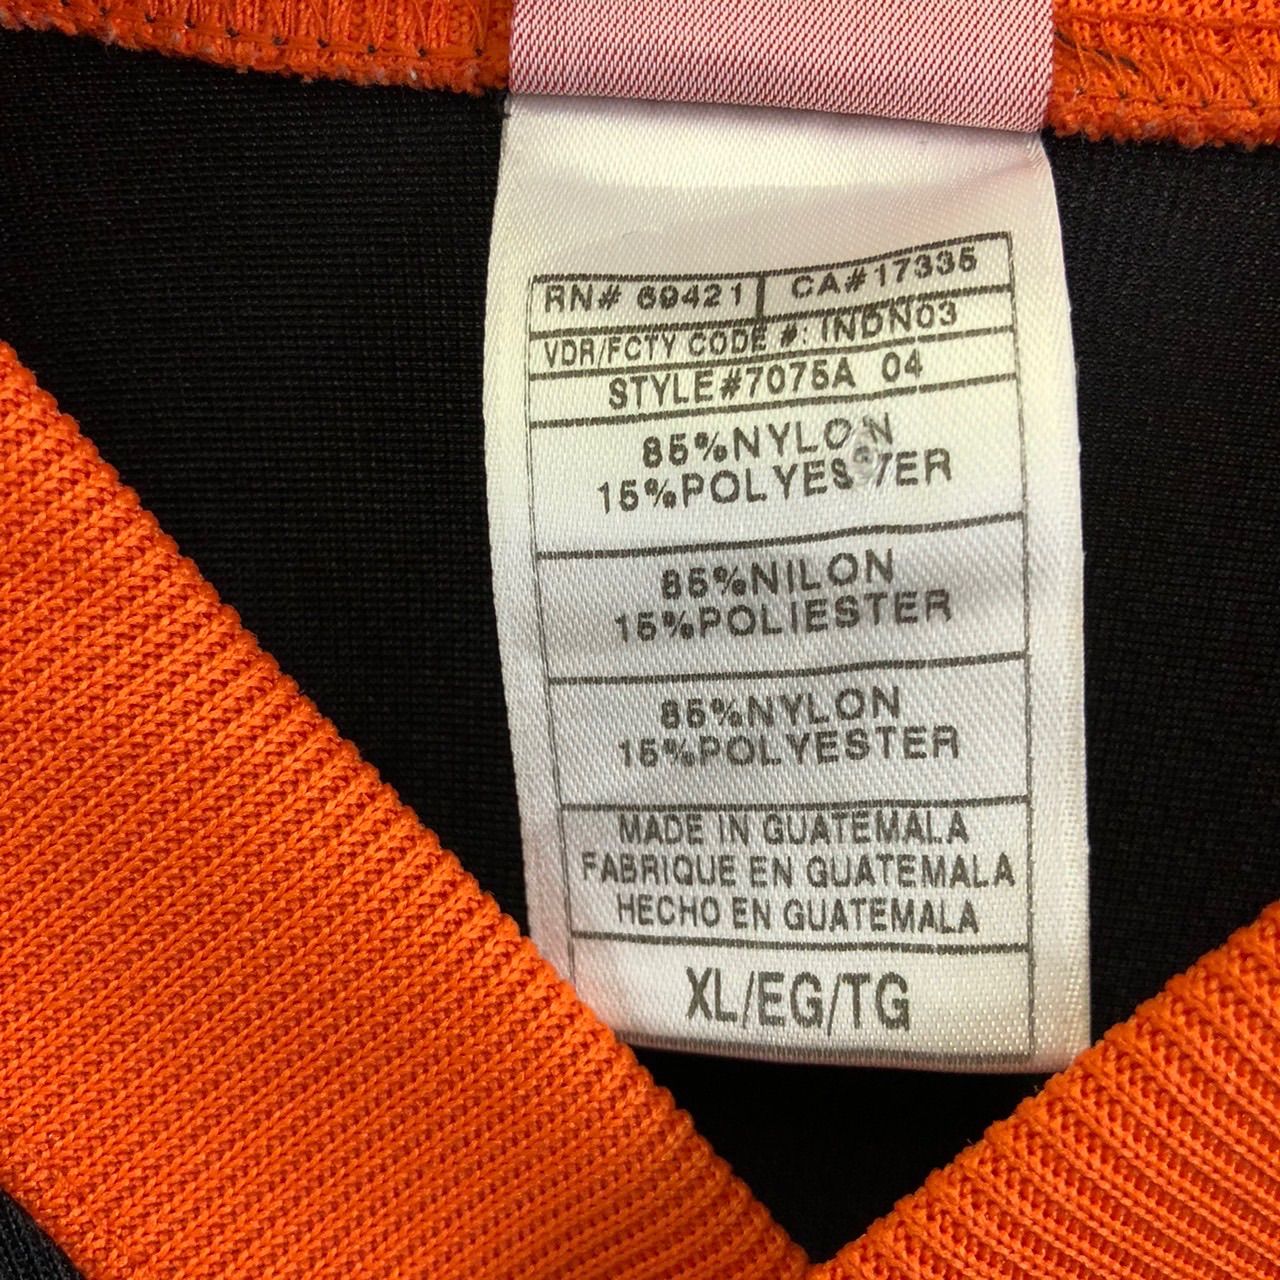 RN# 69421 CA#17335
VDR/FCTY CODE #: INDN03
STYLE#7075A 04
85%NYLON
15%POLYESTER
85%NILON
15%POLIESTER
85%NYLON
15%POLYESTER
MADE IN GUATEMALA
FABRIQUE EN GUATEMALA
HECHO EN GUATEMALA
XL/EG/TG